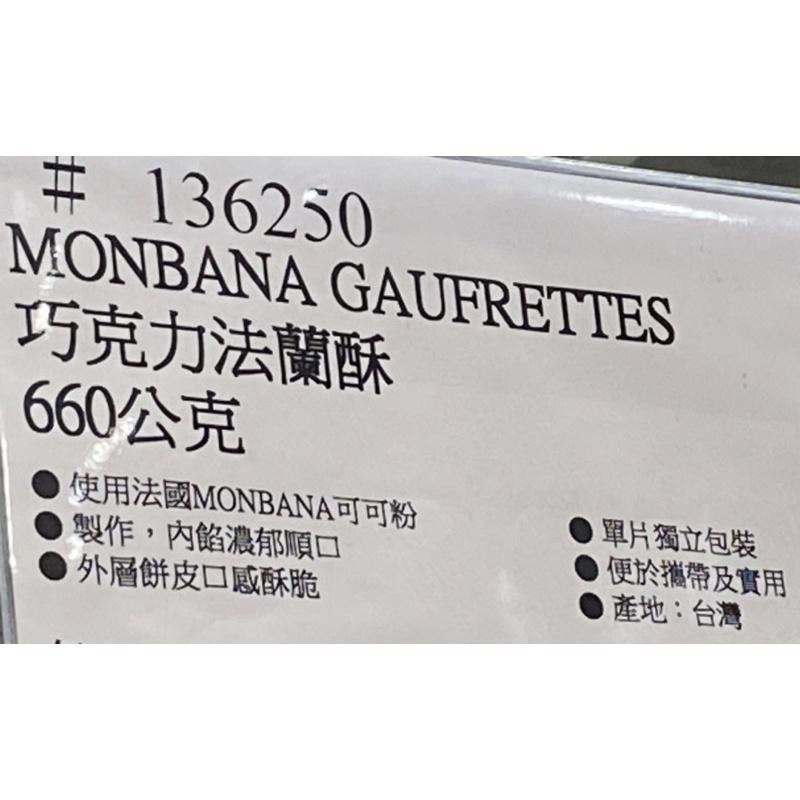 # 136250
MONBANA GAUFRETTES
巧克力法蘭酥
660公克
●使用法國MONBANA可可粉
●製作，內餡濃郁順口
●外層餅皮口感酥脆
●單片獨立包裝
●便於攜帶及實用
●產地：台灣